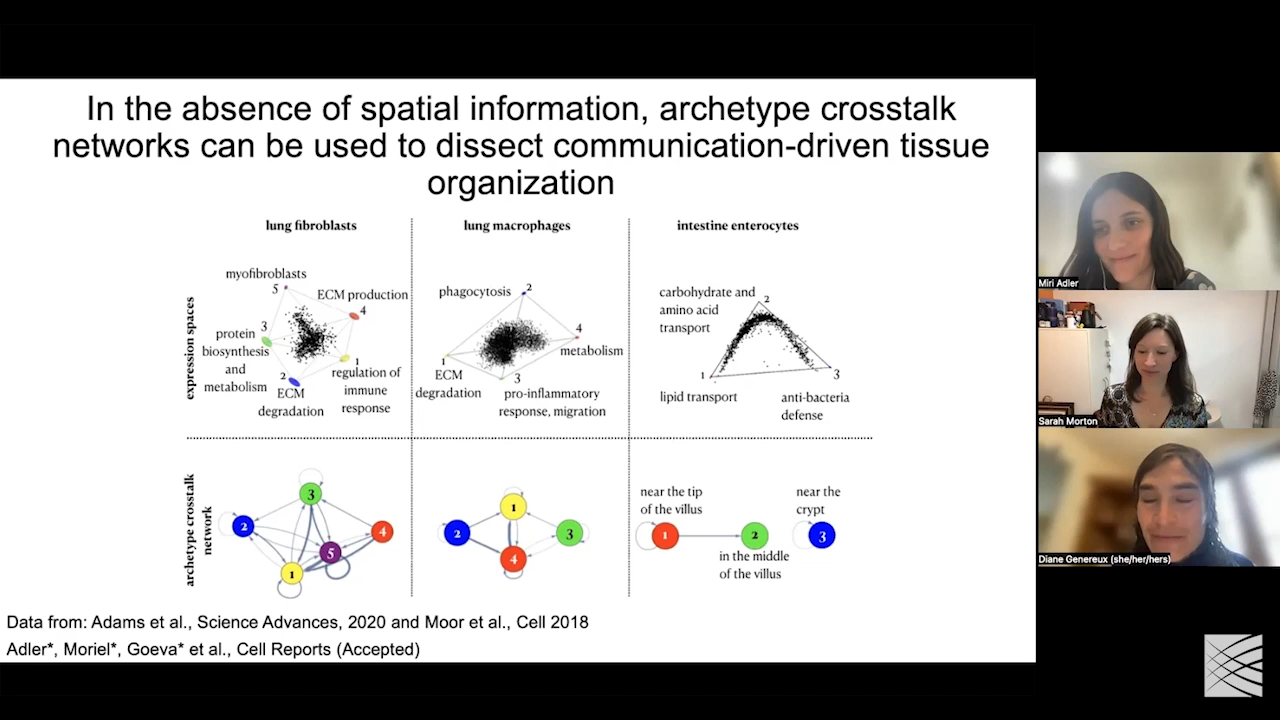 In the absence of spatial information, archetype crosstalk
networks can be used to dissect communication-driven tissue
organization
lung fibroblasts
lung macrophages
intestine enterocytes
expression spaces
myofibroblasts
5
ECM production
4
3
protein
biosynthesis
and
metabolism
2
ECM
degradation
1
regulation of
immune
response
phagocytosis
2
4
metabolism
1
ECM
degradation
3
pro-inflammatory
response, migration
carbohydrate and
amino acid
transport
2
1
3
lipid transport
anti-bacteria
defense
archetype crosstalk
network
3
2
4
5
1
1
2
3
4
near the tip
of the villus
near the
crypt
1
2
3
in the middle
of the villus
Data from: Adams et al., Science Advances, 2020 and Moor et al., Cell 2018
Adler*, Moriel*, Goeva* et al., Cell Reports (Accepted)
Miri Adler
Sarah Morton
Diane Genereux (she/her/hers)